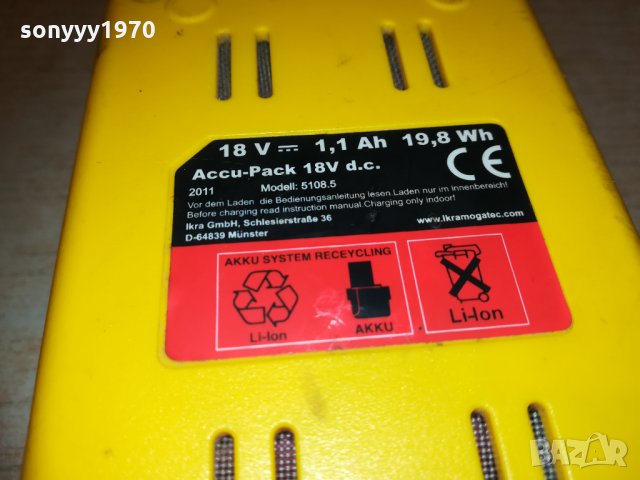 sonyyy1970
18 V 1,1 Ah 19,8 Wh
Accu-Pack 18V d.c.
2011 Modell: 5108.5
CE
Vor dem Laden die Bedienungsanleitung lesen.Laden nur im Innenbereich!
Before charging read instruction manual.Charging only indoor!
Ikra GmbH, Schlesierstraße 36 www.Ikramogatec.com
D-64839 Münster
AKKU SYSTEM RECEYCLING
Li-Ion AKKU
Li-Ion
BAZAR